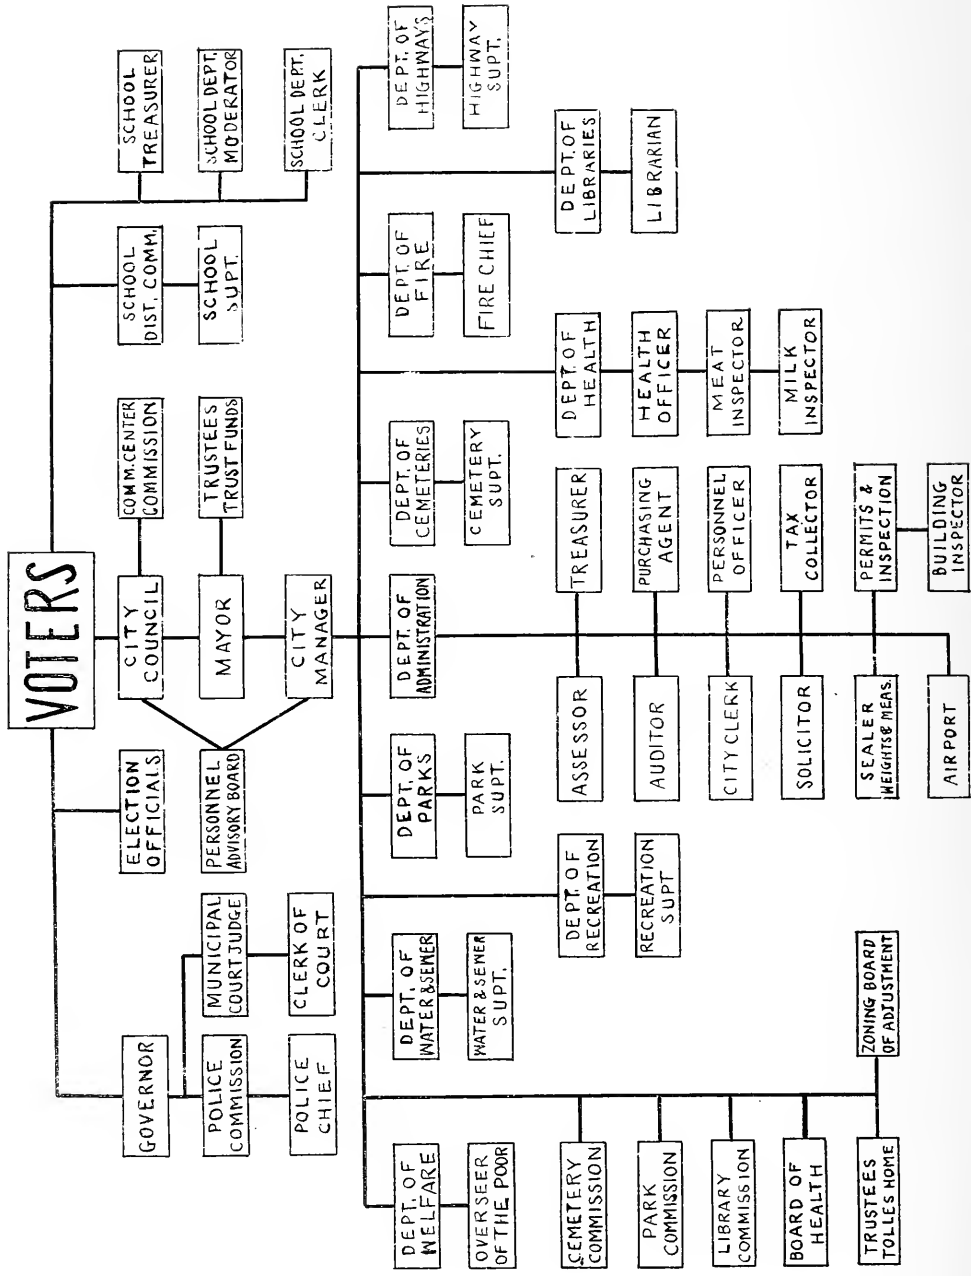 VOTERS
GOVERNOR
ELECTION
OFFICIALS
CITY
COUNCIL
COMM. CENTER
COMMISSION
SCHOOL
DIST. COMM.
SCHOOL
TREASURER
POLICE
COMMISSION
MUNICIPAL
COURT JUDGE
PERSONNEL
ADVISORY BOARD
MAYOR
TRUSTEES
TRUST FUNDS
SCHOOL
SUPT.
SCHOOL DEPT.
MODERATOR
POLICE
CHIEF
CLERK OF
COURT
CITY
MANAGER
SCHOOL DEPT.
CLERK
DEPT. OF
WELFARE
DEPT. OF
WATER & SEWER
DEPT. OF
PARKS
DEPT. OF
ADMINISTRATION
DEPT. OF
CEMETERIES
DEPT. OF
FIRE
DEPT. OF
HIGHWAYS
OVERSEER
OF THE POOR
WATER & SEWER
SUPT.
PARK
SUPT.
CEMETERY
SUPT.
FIRE CHIEF
HIGHWAY
SUPT.
CEMETERY
COMMISSION
DEPT. OF
RECREATION
ASSESSOR
TREASURER
DEPT. OF
HEALTH
DEPT. OF
LIBRARIES
PARK
COMMISSION
RECREATION
SUPT
AUDITOR
PURCHASING
AGENT
HEALTH
OFFICER
LIBRARIAN
LIBRARY
COMMISSION
CITY CLERK
PERSONNEL
OFFICER
MEAT
INSPECTOR
BOARD OF
HEALTH
SOLICITOR
TAX
COLLECTOR
MILK
INSPECTOR
TRUSTEES
TOLLES HOME
ZONING BOARD
OF ADJUSTMENT
SEALER
WEIGHTS & MEAS.
PERMITS &
INSPECTION
AIRPORT
BUILDING
INSPECTOR